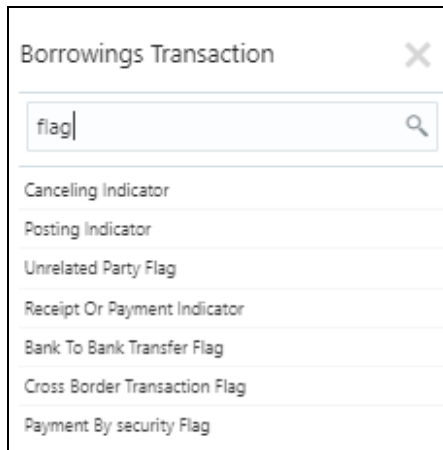 Borrowings Transaction
flag
Canceling Indicator
Posting Indicator
Unrelated Party Flag
Receipt Or Payment Indicator
Bank To Bank Transfer Flag
Cross Border Transaction Flag
Payment By security Flag